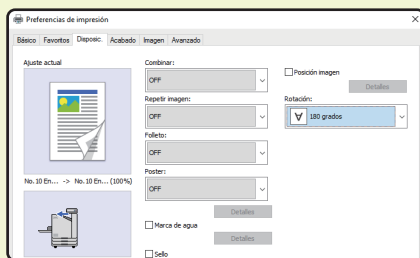 Preferencias de impresión
Básico Favoritos Disposic. Acabado Imagen Avanzado
Ajuste actual
No. 10 En... -> No. 10 En... (100%)
Combinar:
OFF
Repetir imagen:
OFF
Folleto:
OFF
Poster:
OFF
Detalles
Marca de agua
Detalles
Sello
Posición imagen
Detalles
Rotación:
180 grados